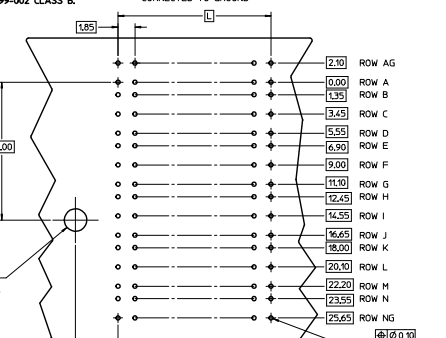 99-002 CLASS B.
L
1,85
2,10 ROW AG
0,00 ROW A
1,35 ROW B
3,45 ROW C
5,55 ROW D
,00
6,90 ROW E
9,00 ROW F
11,10 ROW G
12,45 ROW H
14,55 ROW I
16,65 ROW J
18,00 ROW K
20,10 ROW L
22,20 ROW M
23,55 ROW N
25,65 ROW NG
⌖ Ø 0,10